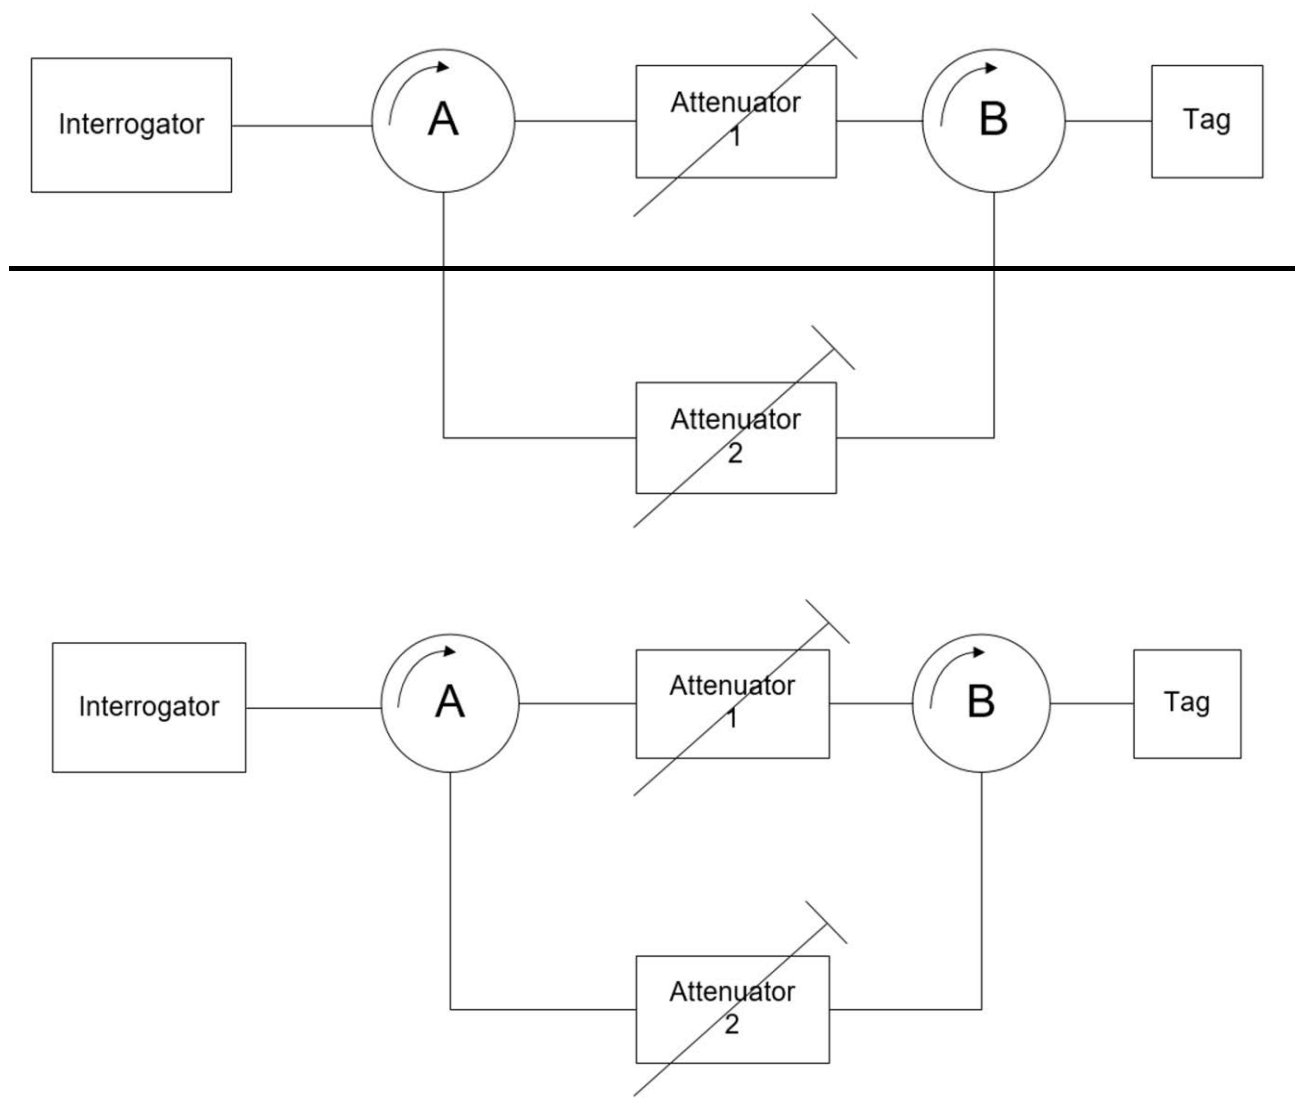 Interrogator
A
Attenuator
1
B
Tag
Attenuator
2
Interrogator
A
Attenuator
1
B
Tag
Attenuator
2